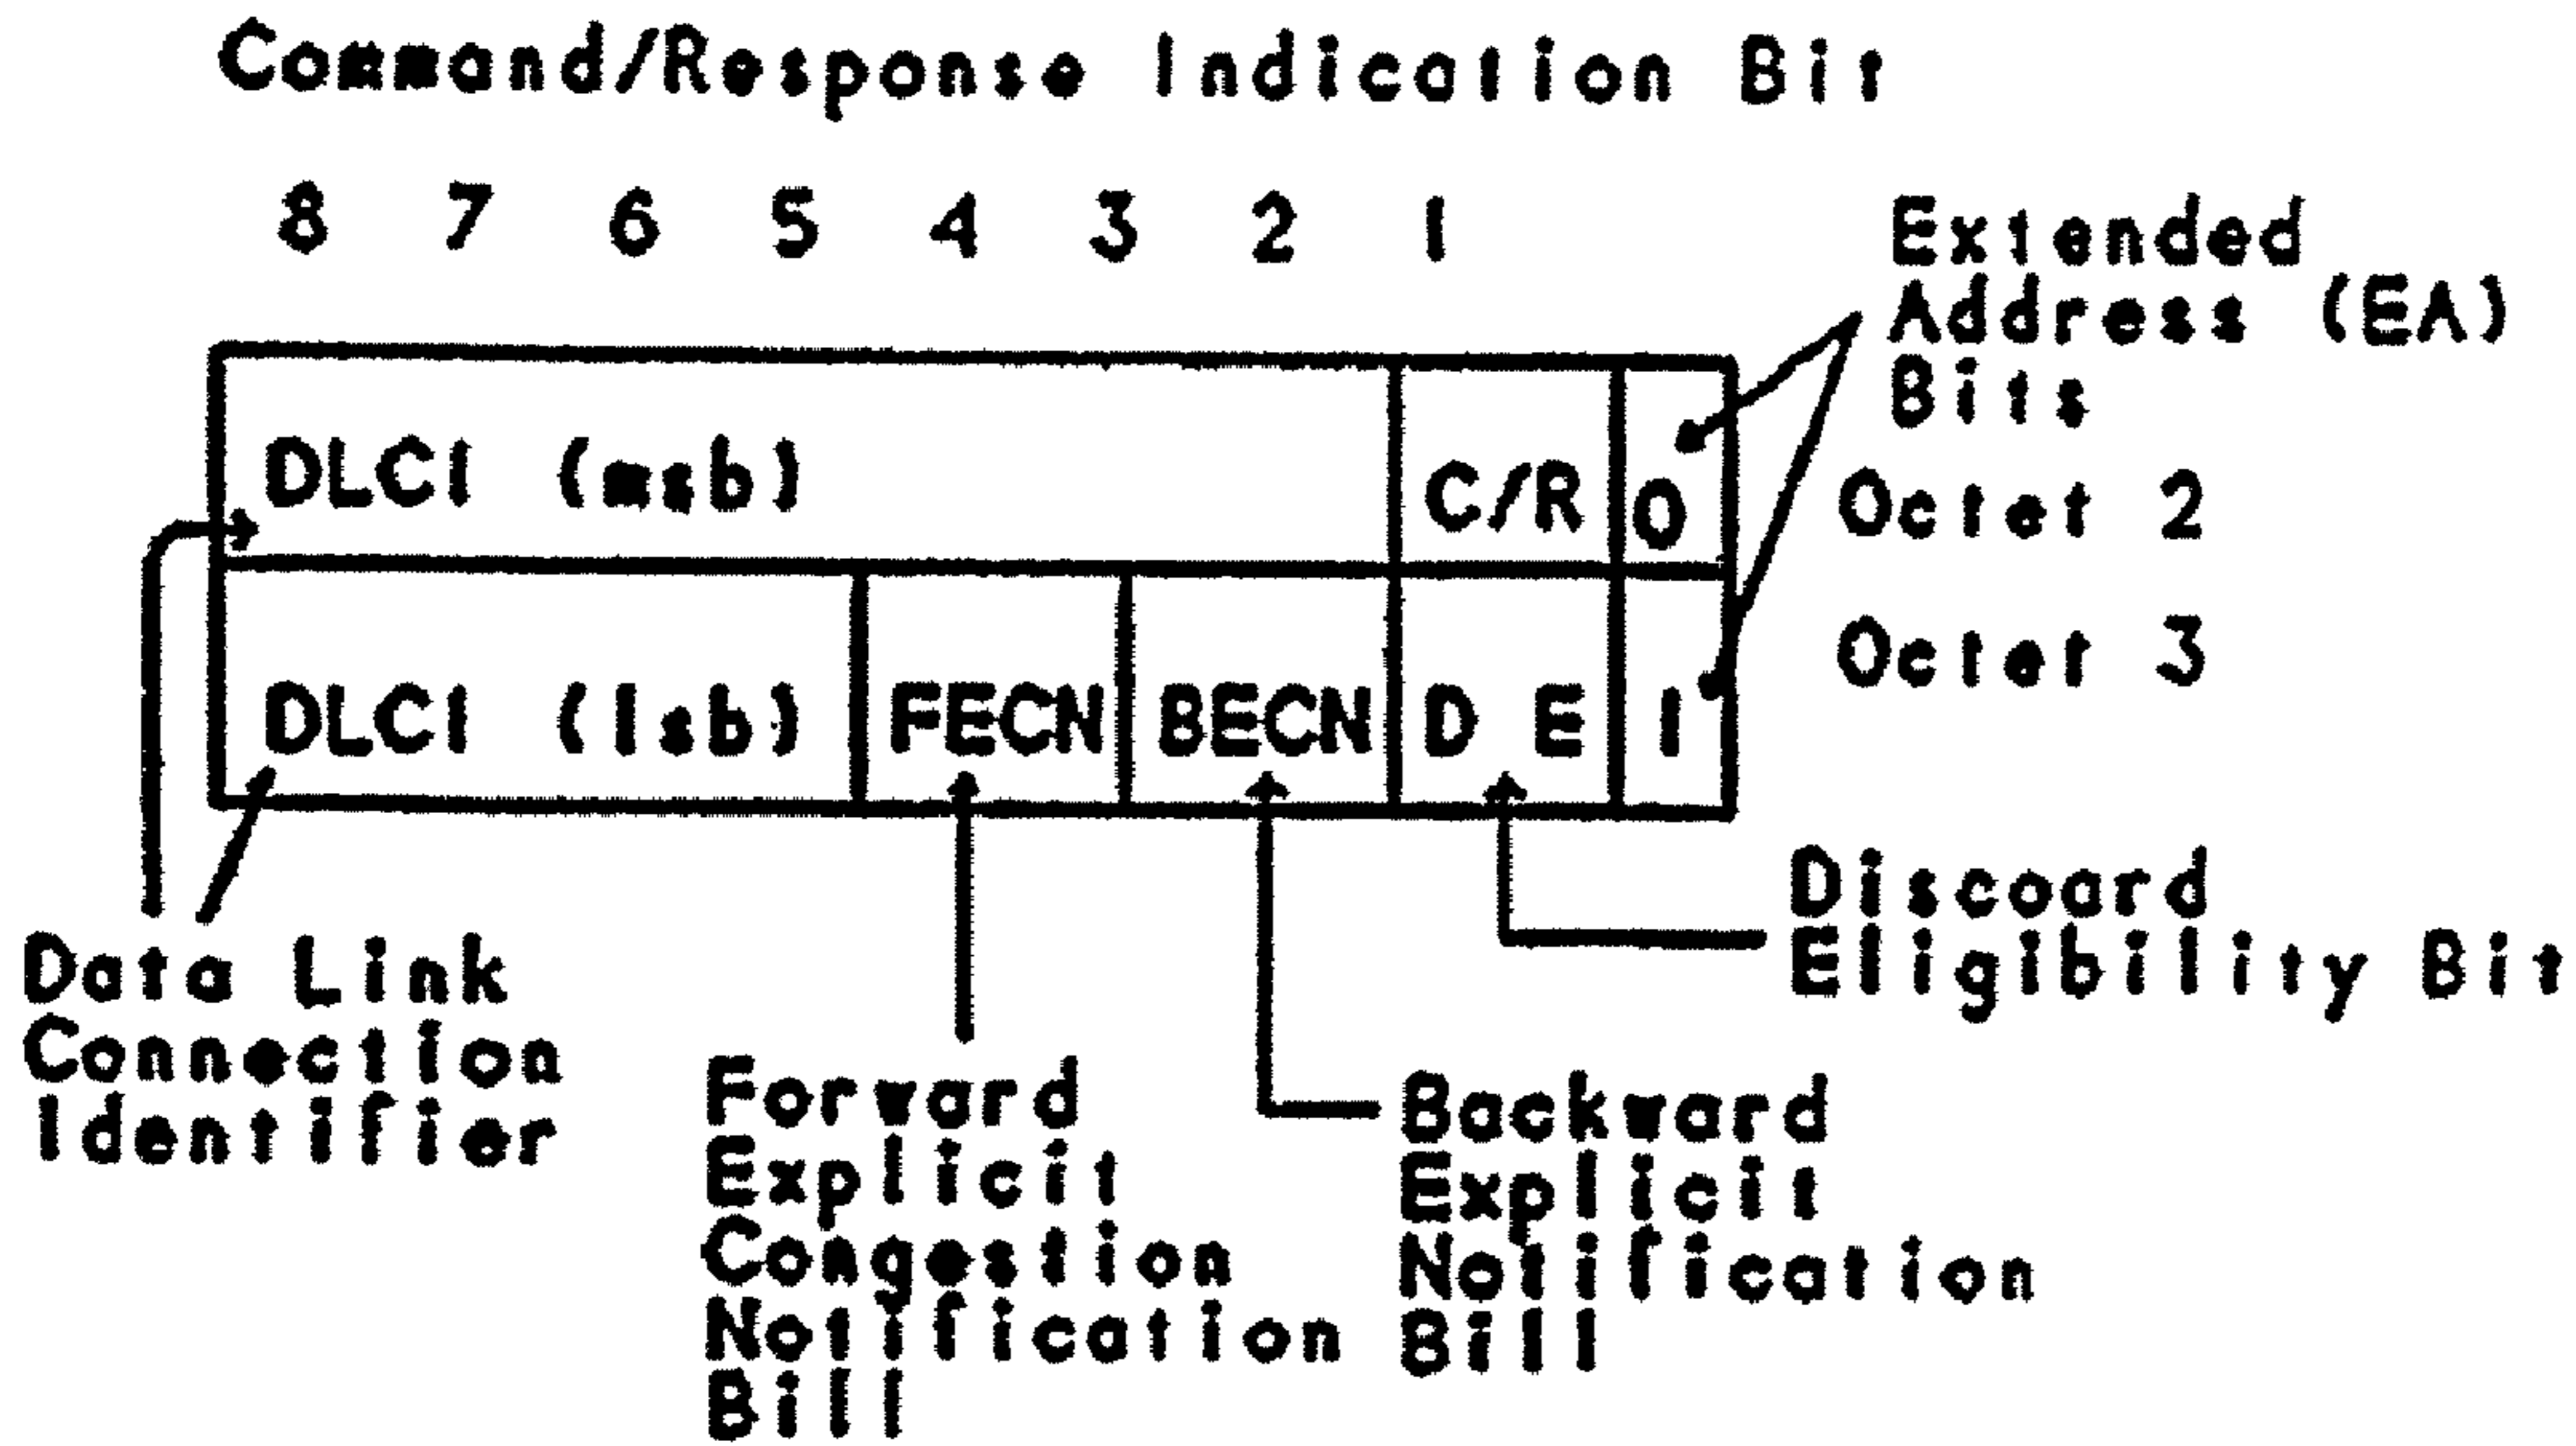 Command/Response Indication Bit
8 7 6 5 4 3 2 1
Extended
Address (EA)
Bits
DLCI (msb) C/R 0
Octet 2
DLCI (lsb) FECN BECN D E 1
Octet 3
Discoard
Eligibility Bit
Data Link
Connection
Identifier
Forward
Explicit
Congestion
Notification
Bill
Backward
Explicit
Notification
Bill